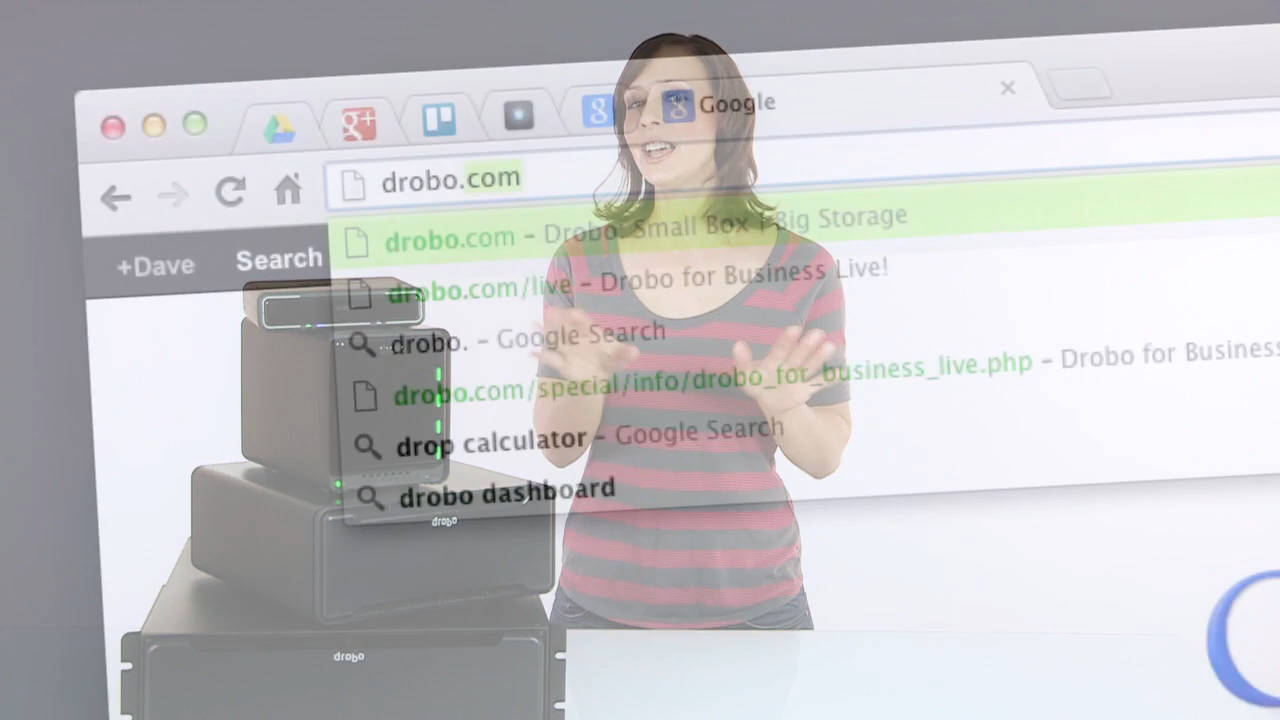 Google
drobo.com
drobo.com – Drobo: Small Box | Big Storage
+Dave Search
drobo.com/live – Drobo for Business Live!
drobo. – Google Search
drobo.com/special/info/drobo_for_business_live.php – Drobo for Business
drop calculator – Google Search
drobo dashboard
drobo
drobo